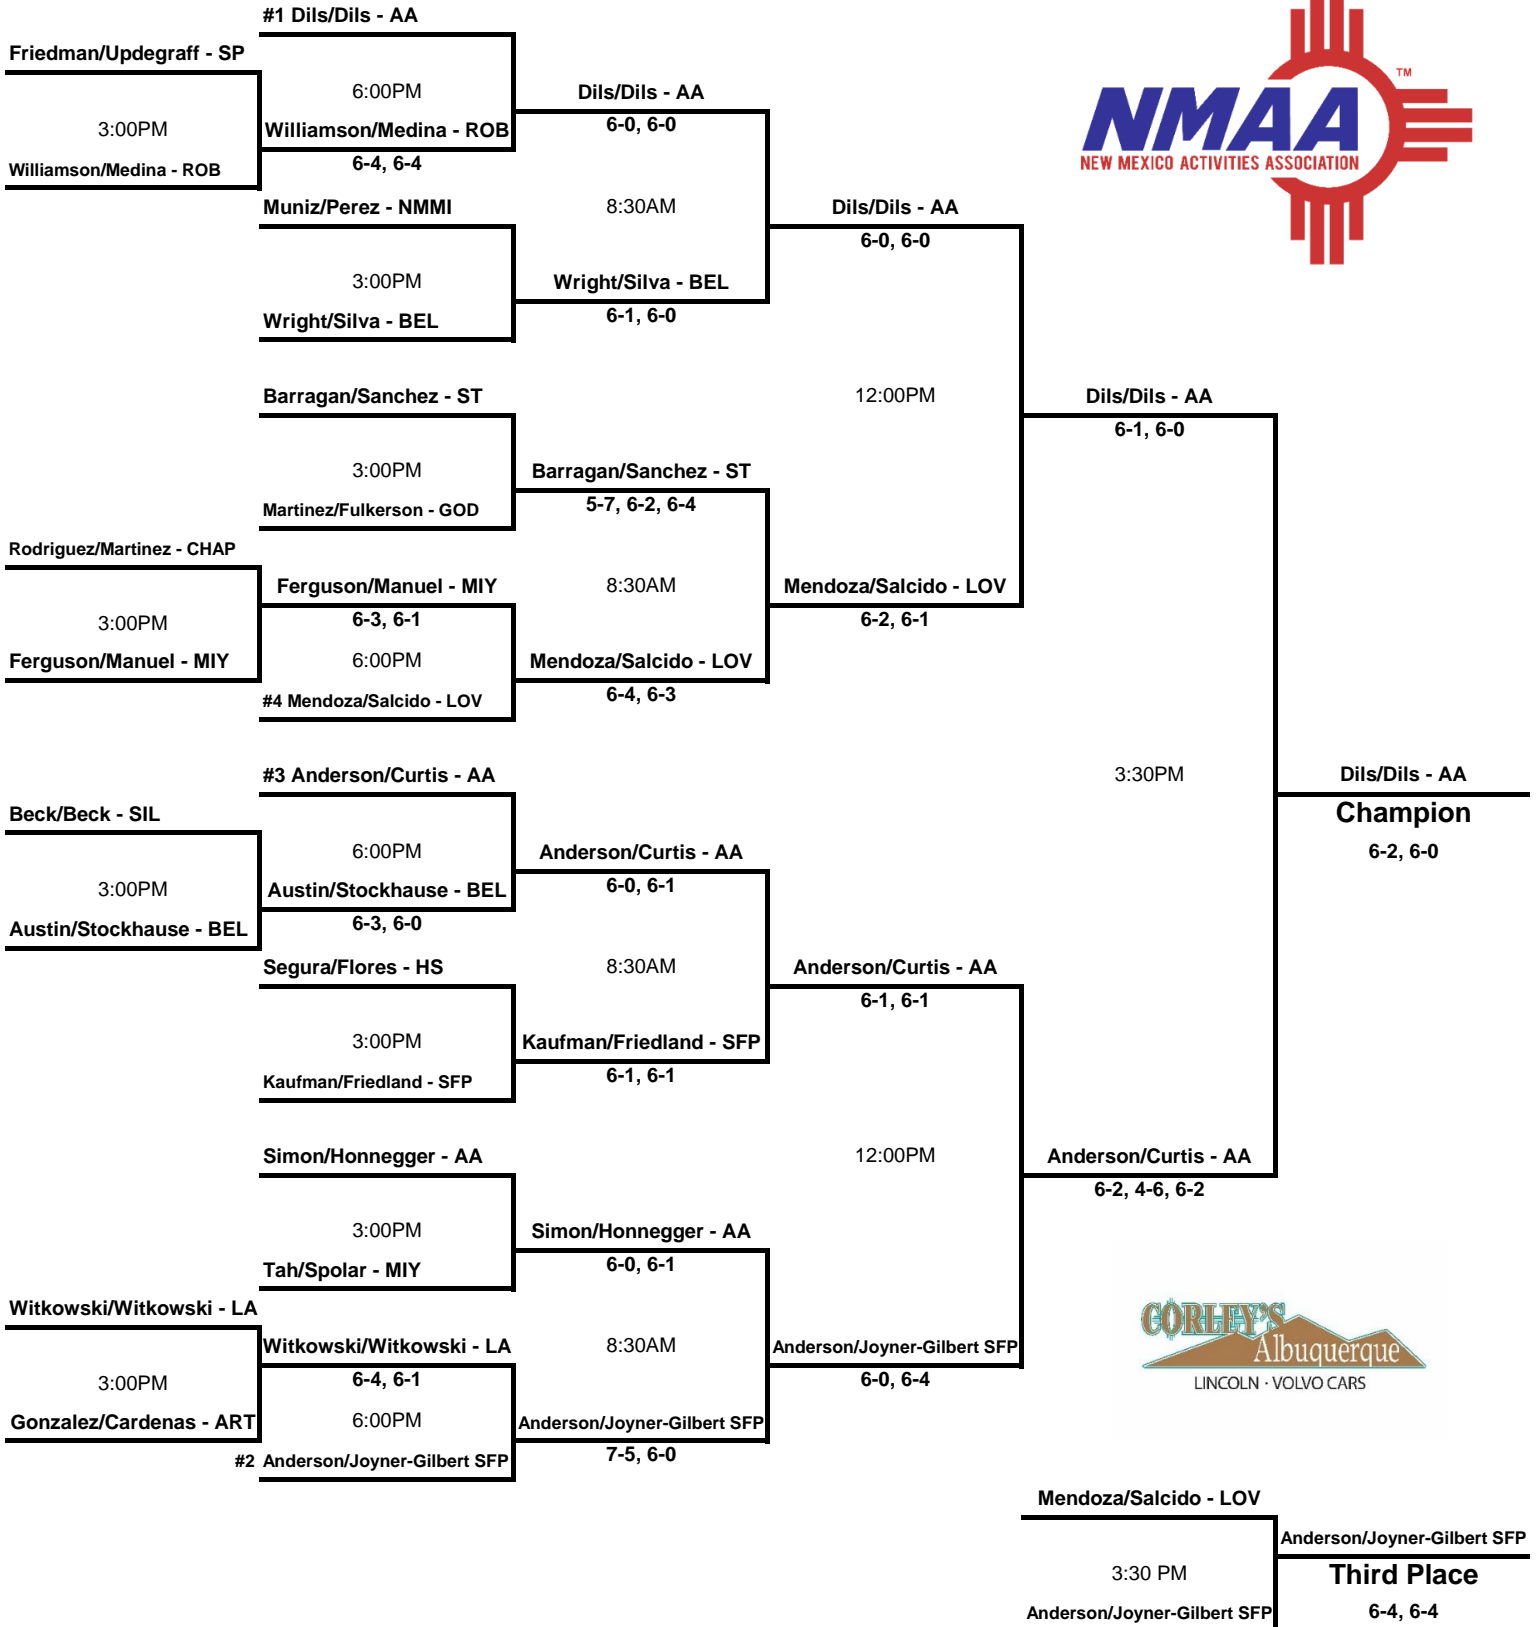 #1 Dils/Dils - AA
Friedman/Updegraff - SP
6:00PM
Dils/Dils - AA
3:00PM
Williamson/Medina - ROB
6-0, 6-0
Williamson/Medina - ROB
6-4, 6-4
NMAA
TM
NEW MEXICO ACTIVITIES ASSOCIATION
Muniz/Perez - NMMI
8:30AM
Dils/Dils - AA
6-0, 6-0
3:00PM
Wright/Silva - BEL
Wright/Silva - BEL
6-1, 6-0
Barragan/Sanchez - ST
12:00PM
Dils/Dils - AA
6-1, 6-0
3:00PM
Barragan/Sanchez - ST
Martinez/Fulkerson - GOD
5-7, 6-2, 6-4
Rodriguez/Martinez - CHAP
Ferguson/Manuel - MIY
8:30AM
Mendoza/Salcido - LOV
3:00PM
6-3, 6-1
6-2, 6-1
Ferguson/Manuel - MIY
6:00PM
Mendoza/Salcido - LOV
#4 Mendoza/Salcido - LOV
6-4, 6-3
#3 Anderson/Curtis - AA
3:30PM
Dils/Dils - AA
Beck/Beck - SIL
Champion
6:00PM
Anderson/Curtis - AA
6-2, 6-0
3:00PM
Austin/Stockhause - BEL
6-0, 6-1
Austin/Stockhause - BEL
6-3, 6-0
Segura/Flores - HS
8:30AM
Anderson/Curtis - AA
6-1, 6-1
3:00PM
Kaufman/Friedland - SFP
Kaufman/Friedland - SFP
6-1, 6-1
Simon/Honnegger - AA
12:00PM
Anderson/Curtis - AA
6-2, 4-6, 6-2
3:00PM
Simon/Honnegger - AA
Tah/Spolar - MIY
6-0, 6-1
Witkowski/Witkowski - LA
Witkowski/Witkowski - LA
8:30AM
Anderson/Joyner-Gilbert SFP
3:00PM
6-4, 6-1
6-0, 6-4
Gonzalez/Cardenas - ART
6:00PM
Anderson/Joyner-Gilbert SFP
#2 Anderson/Joyner-Gilbert SFP
7-5, 6-0
CORLEY'S
Albuquerque
LINCOLN · VOLVO CARS
Mendoza/Salcido - LOV
Anderson/Joyner-Gilbert SFP
3:30 PM
Third Place
Anderson/Joyner-Gilbert SFP
6-4, 6-4